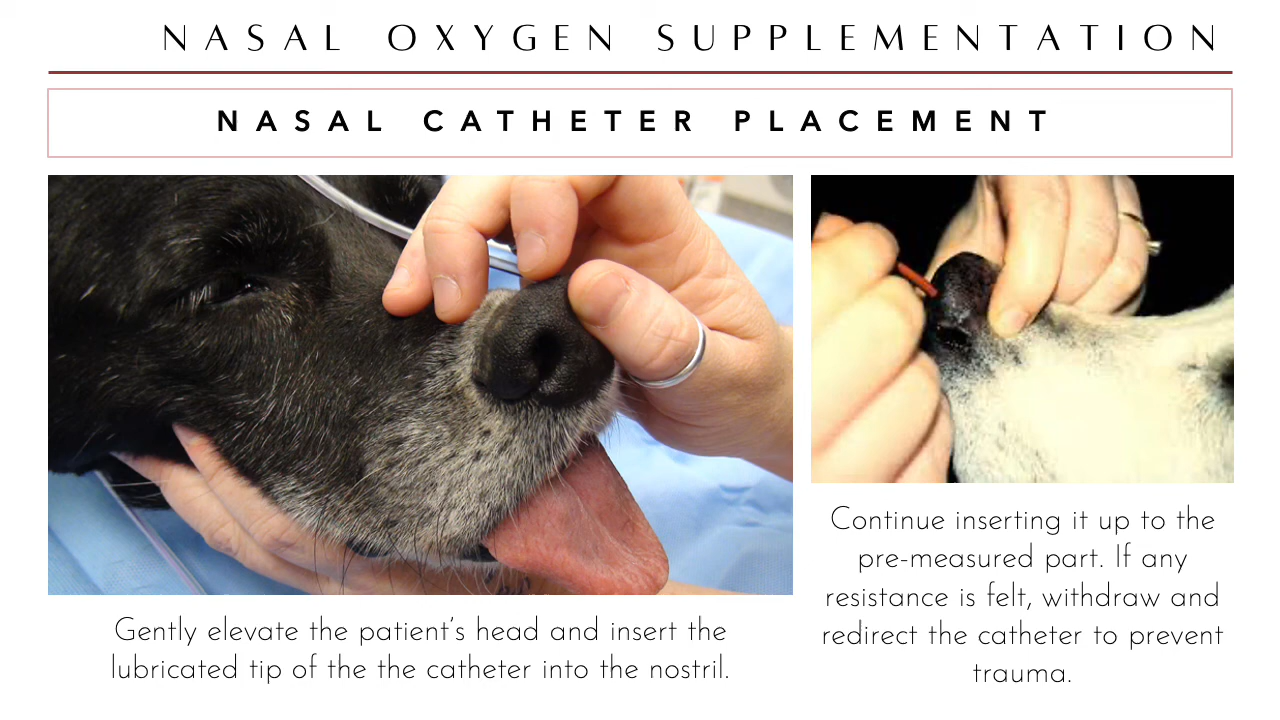 NASAL OXYGEN SUPPLEMENTATION
NASAL CATHETER PLACEMENT
Gently elevate the patient's head and insert the
lubricated tip of the the catheter into the nostril.
Continue inserting it up to the
pre-measured part. If any
resistance is felt, withdraw and
redirect the catheter to prevent
trauma.